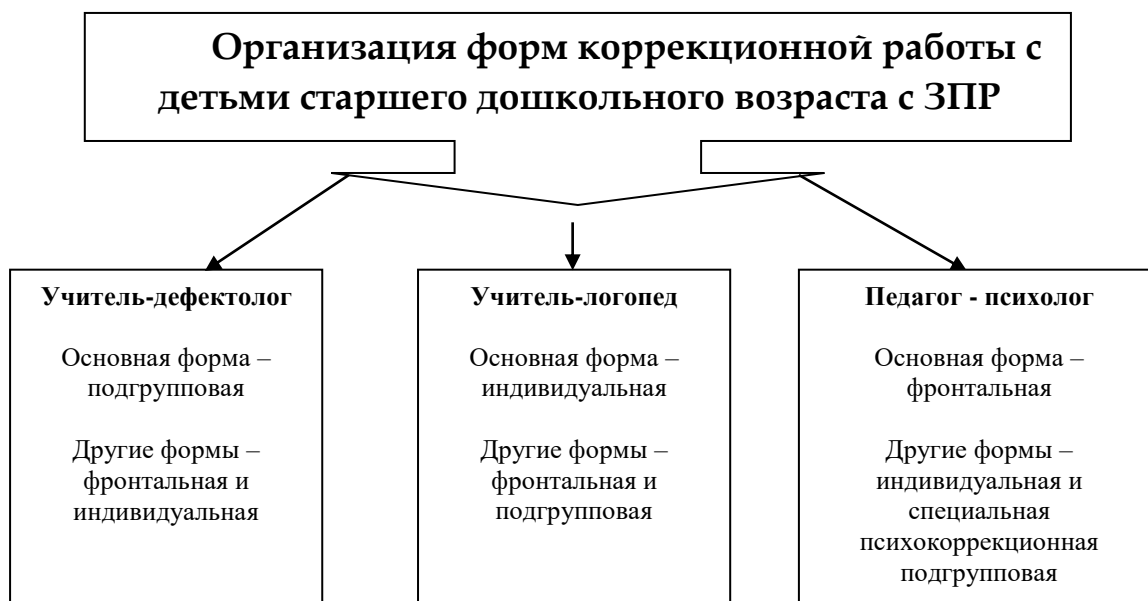 Организация форм коррекционной работы с
детьми старшего дошкольного возраста с ЗПР
Учитель-дефектолог
Основная форма –
подгрупповая
Другие формы –
фронтальная и
индивидуальная
Учитель-логопед
Основная форма –
индивидуальная
Другие формы –
фронтальная и
подгрупповая
Педагог - психолог
Основная форма –
фронтальная
Другие формы –
индивидуальная и
специальная
психокоррекционная
подгрупповая